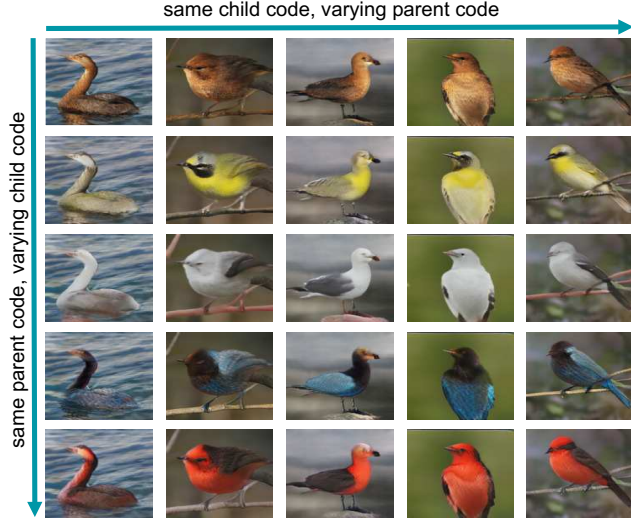 same child code, varying parent code
same parent code, varying child code